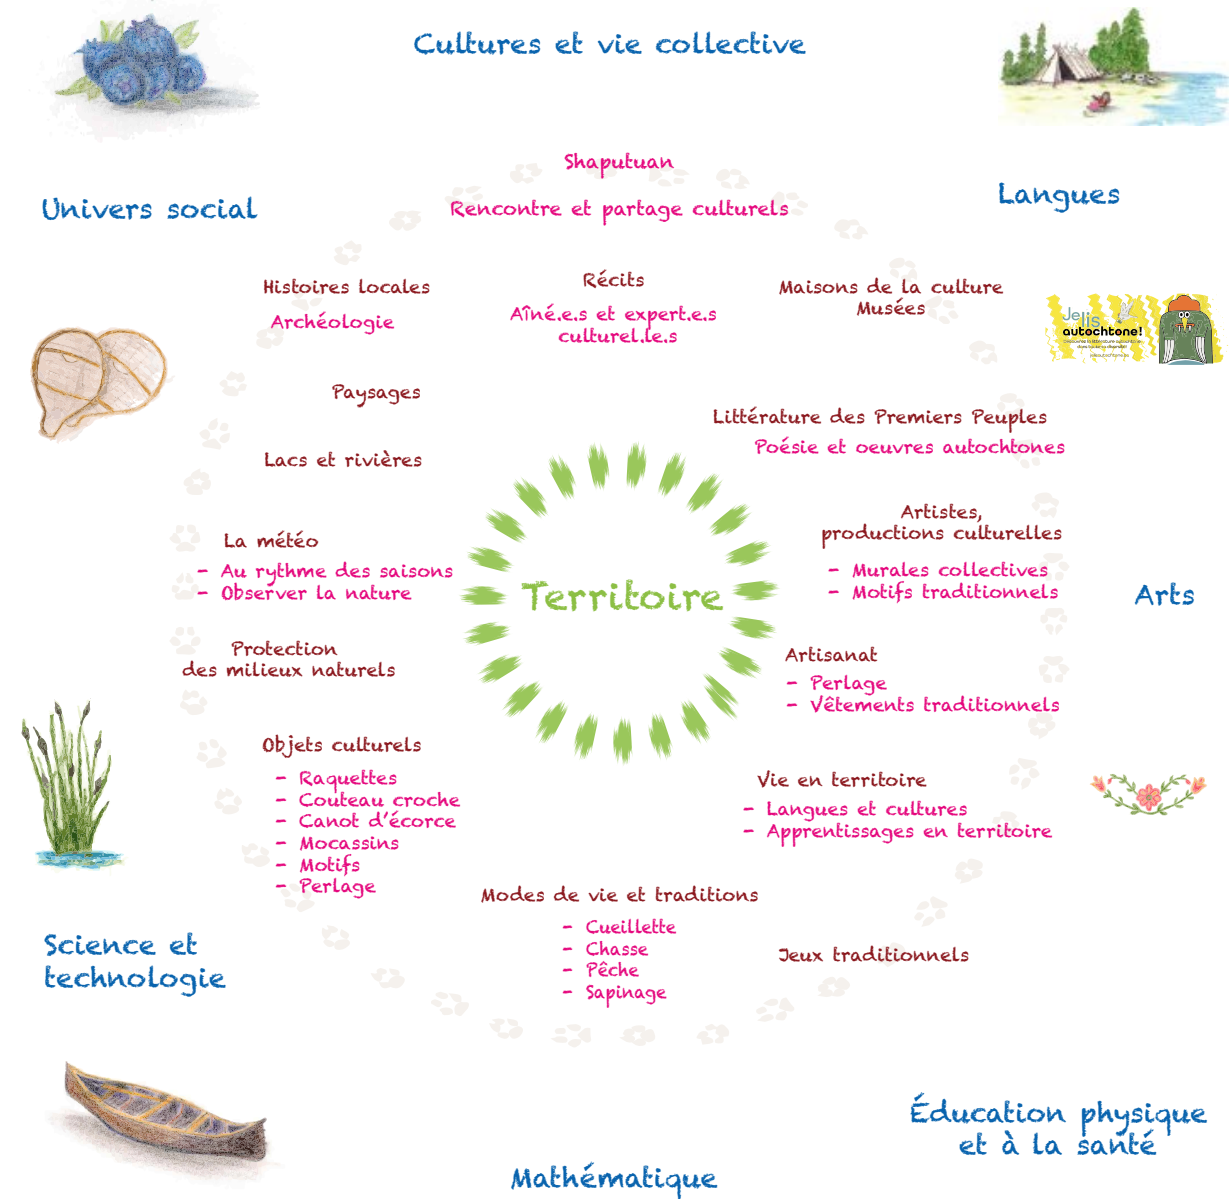 Cultures et vie collective
Univers social
Langues
Shaputuan
Rencontre et partage culturels
Histoires locales
Archéologie
Récits
Aîné.e.s et expert.e.s
culturel.le.s
Maisons de la culture
Musées
Je
lis
autochtone!
Paysages
Lacs et rivières
Littérature des Premiers Peuples
Poésie et oeuvres autochtones
La météo
- Au rythme des saisons
- Observer la nature
Artistes,
productions culturelles
- Murales collectives
- Motifs traditionnels
Territoire
Arts
Protection
des milieux naturels
Artisanat
- Perlage
- Vêtements traditionnels
Objets culturels
- Raquettes
- Couteau croche
- Canot d'écorce
- Mocassins
- Motifs
- Perlage
Vie en territoire
- Langues et cultures
- Apprentissages en territoire
Modes de vie et traditions
- Cueillette
- Chasse
- Pêche
- Sapinage
Jeux traditionnels
Science et
technologie
Éducation physique
et à la santé
Mathématique